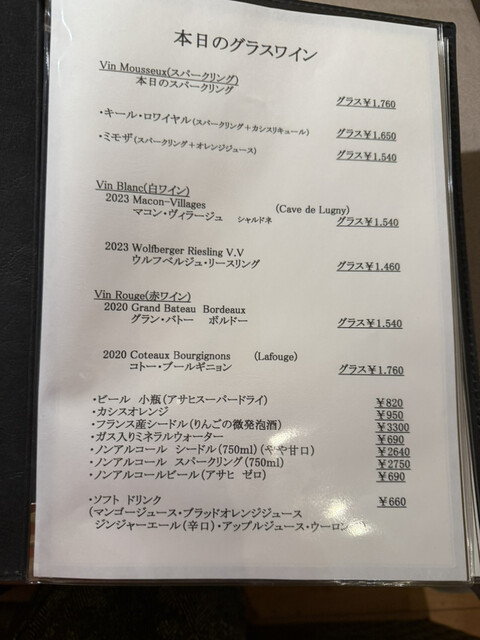 本日のグラスワイン
Vin Mousseux(スパークリング)
本日のスパークリング
グラス￥1.760
・キール・ロワイヤル(スパークリング+カシスリキュール)
グラス￥1.650
・ミモザ(スパークリング+オレンジジュース)
グラス￥1.540
Vin Blanc(白ワイン)
2023 Macon-Villages (Cave de Lugny)
マコン・ヴィラージュ シャルドネ グラス￥1.540
2023 Wolfberger Riesling V.V
ウルフベルジュ・リースリング グラス￥1.460
Vin Rouge(赤ワイン)
2020 Grand Bateau Bordeaux
グラン・バトー ボルドー グラス￥1.540
2020 Coteaux Bourgignons (Lafouge)
コトー・ブールギニョン グラス￥1.760
・ビール 小瓶(アサヒスーパードライ) ￥820
・カシスオレンジ ￥950
・フランス産シードル(りんごの微発泡酒) ￥3300
・ガス入りミネラルウォーター ￥690
・ノンアルコール シードル(750ml)(やや甘口) ￥2640
・ノンアルコール スパークリング(750ml) ￥2750
・ノンアルコールビール(アサヒ ゼロ) ￥690
・ソフト ドリンク ￥660
(マンゴージュース・ブラッドオレンジジュース
ジンジャーエール(辛口)・アップルジュース・ウーロン